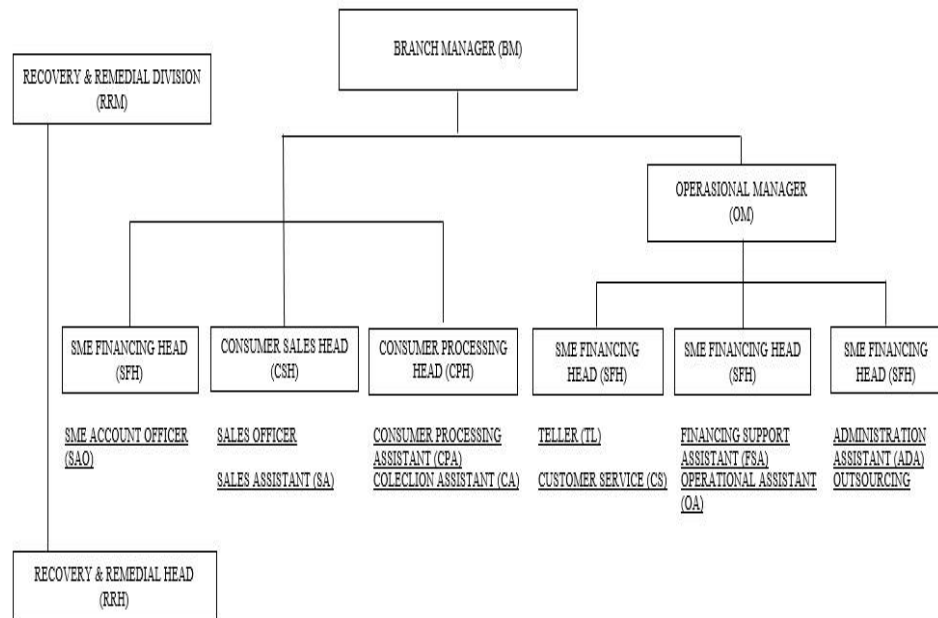 BRANCH MANAGER (BM)
RECOVERY & REMEDIAL DIVISION
(RRM)
OPERASIONAL MANAGER
(OM)
SME FINANCING HEAD
(SFH)
CONSUMER SALES HEAD
(CSH)
CONSUMER PROCESSING
HEAD (CPH)
SME FINANCING
HEAD (SFH)
SME FINANCING HEAD
(SFH)
SME FINANCING
HEAD (SFH)
SME ACCOUNT OFFICER
(SAO)
SALES OFFICER
SALES ASSISTANT (SA)
CONSUMER PROCESSING
ASSISTANT (CPA)
COLECLION ASSISTANT (CA)
TELLER (TL)
CUSTOMER SERVICE (CS)
FINANCING SUPPORT
ASSISTANT (FSA)
OPERATIONAL ASSISTANT
(OA)
ADMINISTRATION
ASSISTANT (ADA)
OUTSOURCING
RECOVERY & REMEDIAL HEAD
(RRH)